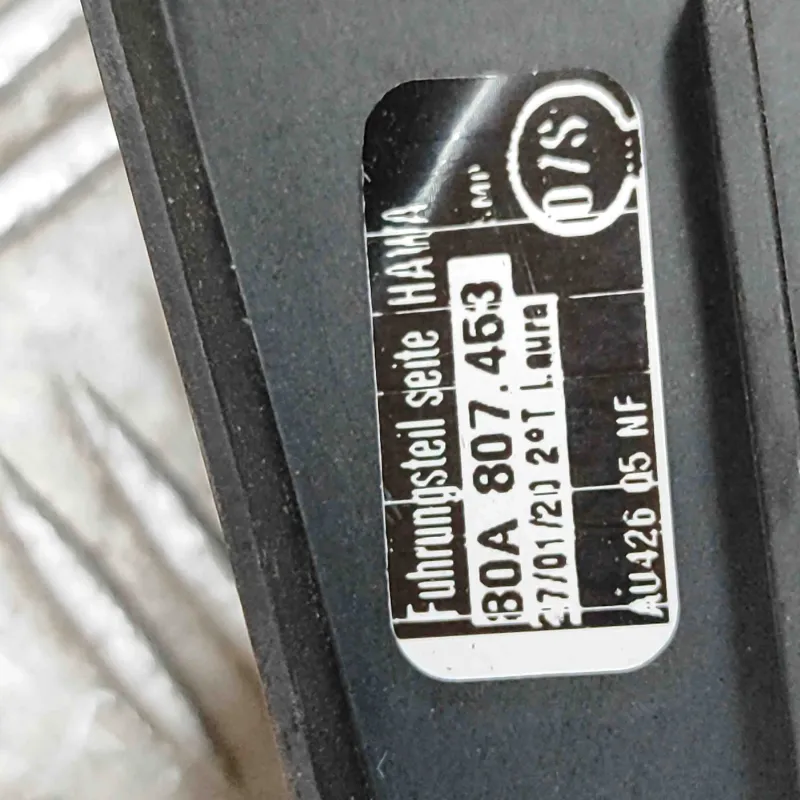 Fuhrungsteil seite HAWA
80A 807.453
27/01/20 2°T Laura
AU426 05 NF
D/S